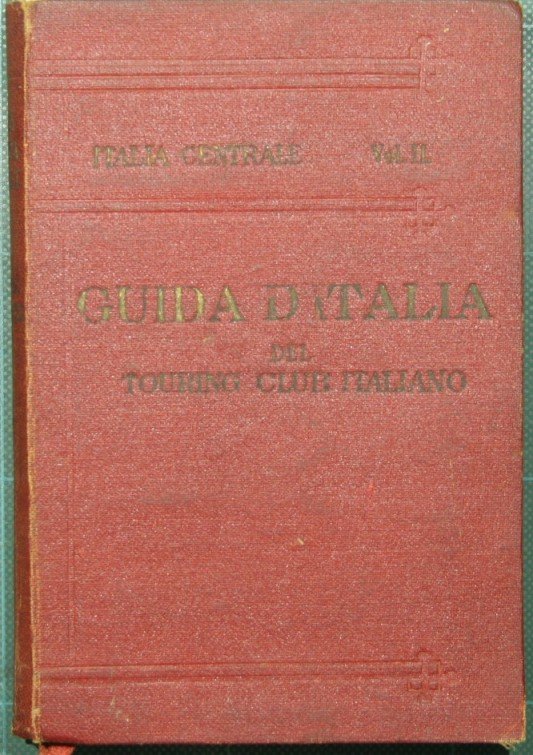 ITALIA CENTRALE Vol. II.
GUIDA D'ITALIA
DEL
TOURING CLUB ITALIANO